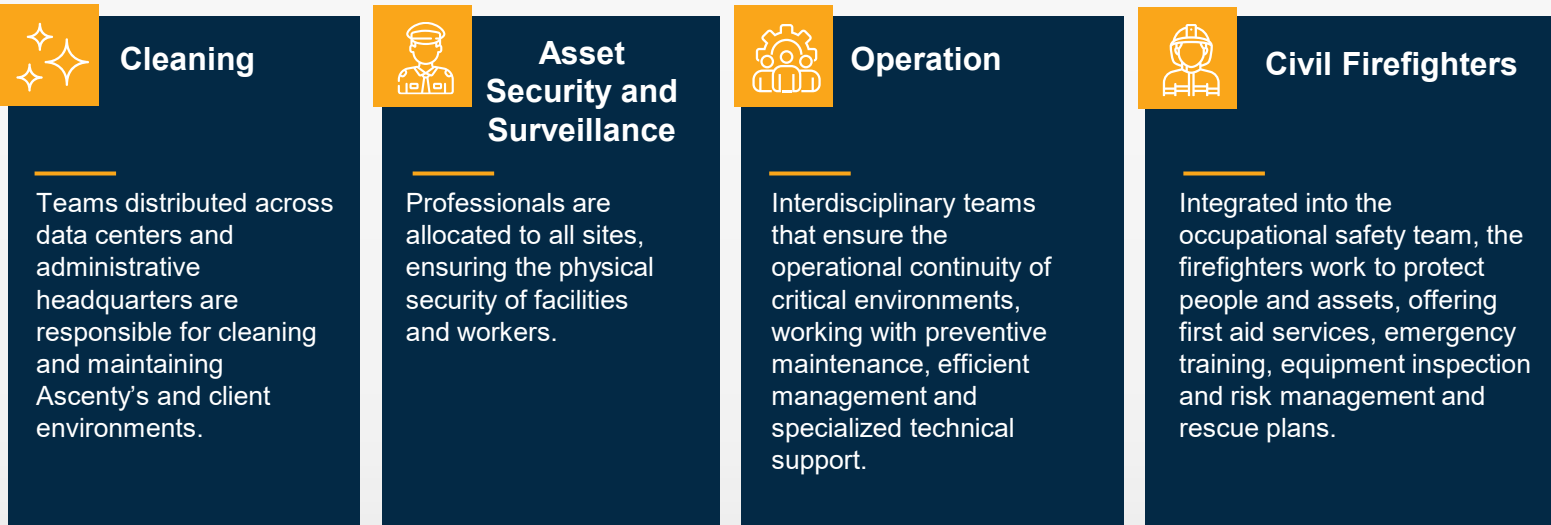 Cleaning
Teams distributed across
data centers and
administrative
headquarters are
responsible for cleaning
and maintaining
Ascenty’s and client
environments.
Asset
Security and
Surveillance
Professionals are
allocated to all sites,
ensuring the physical
security of facilities
and workers.
Operation
Interdisciplinary teams
that ensure the
operational continuity of
critical environments,
working with preventive
maintenance, efficient
management and
specialized technical
support.
Civil Firefighters
Integrated into the
occupational safety team, the
firefighters work to protect
people and assets, offering
first aid services, emergency
training, equipment inspection
and risk management and
rescue plans.